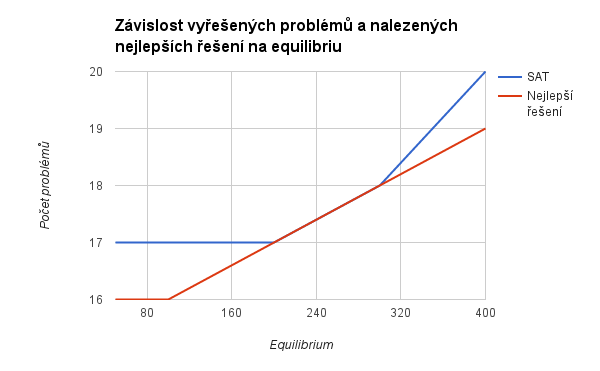 Závislost vyřešených problémů a nalezených
nejlepších řešení na equilibriu
20
19
18
17
16
Počet problémů
80
160
240
320
400
Equilibrium
SAT
Nejlepší
řešení